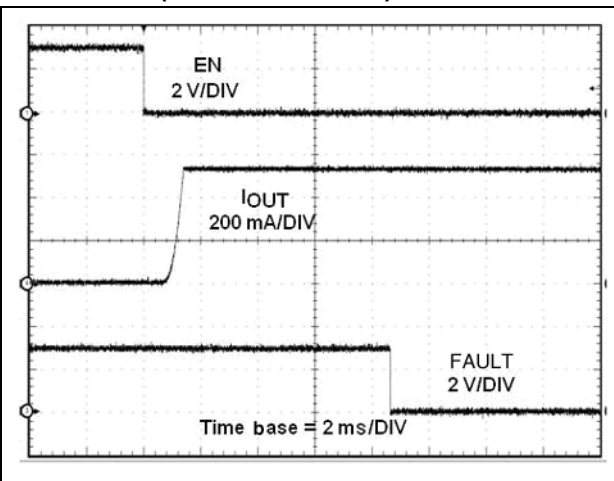 EN
2 V/DIV
IOUT
200 mA/DIV
FAULT
2 V/DIV
Time base = 2 ms/DIV